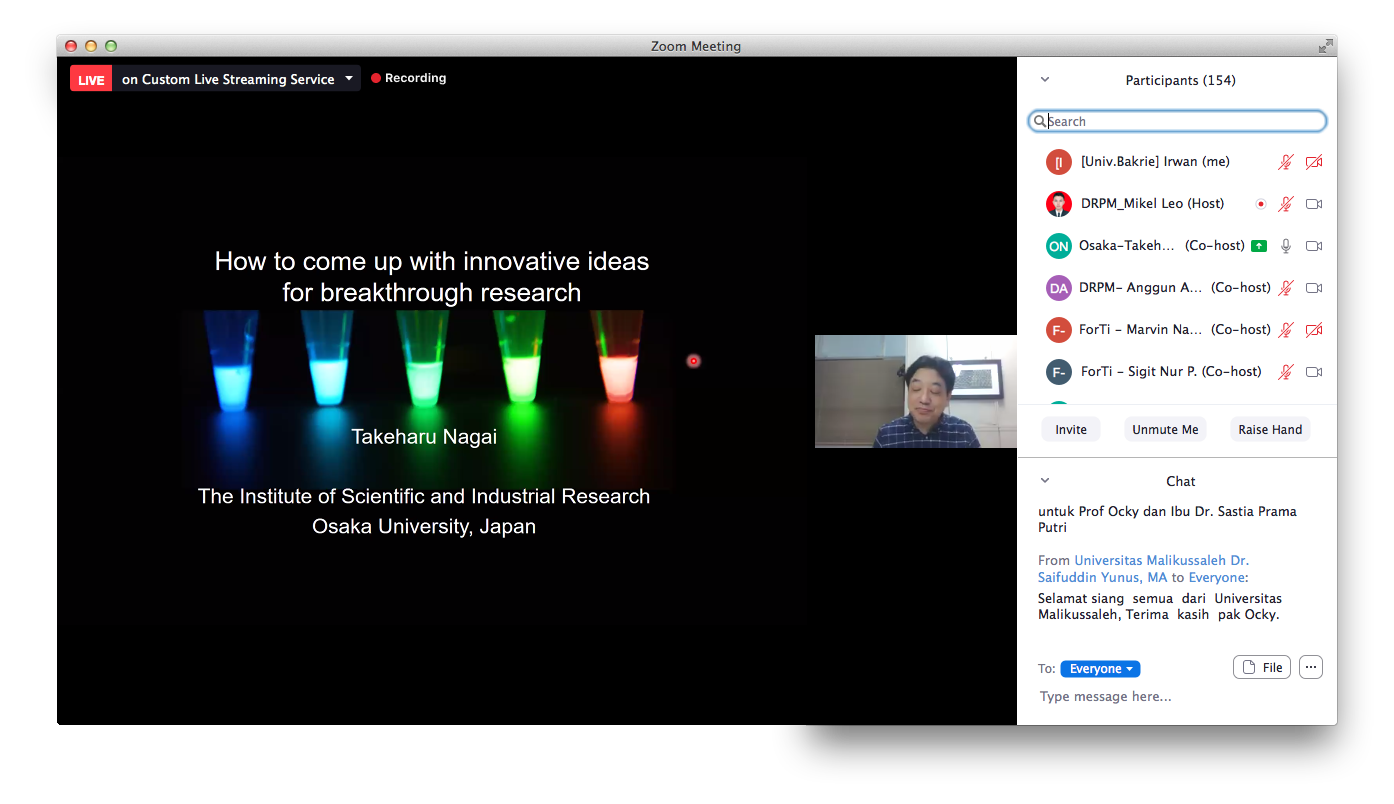 Zoom Meeting
LIVE on Custom Live Streaming Service
Recording
How to come up with innovative ideas
for breakthrough research
Takeharu Nagai
The Institute of Scientific and Industrial Research
Osaka University, Japan
Participants (154)
Search
[I [Univ.Bakrie] Irwan (me)
DRPM_Mikel Leo (Host)
ON Osaka-Takeh... (Co-host)
DA DRPM- Anggun A... (Co-host)
F- ForTi - Marvin Na... (Co-host)
F- ForTi - Sigit Nur P. (Co-host)
Invite
Unmute Me
Raise Hand
Chat
untuk Prof Ocky dan Ibu Dr. Sastia Prama
Putri
From Universitas Malikussaleh Dr.
Saifuddin Yunus, MA to Everyone:
Selamat siang semua dari Universitas
Malikussaleh, Terima kasih pak Ocky.
To: Everyone
File
...
Type message here...